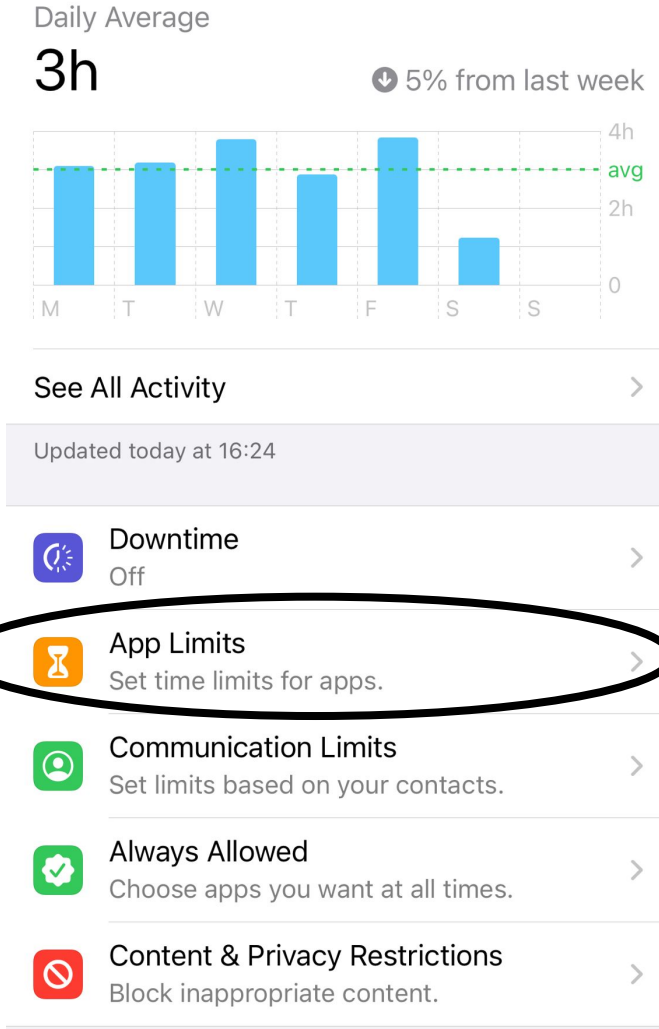 Daily Average
3h
5% from last week
4h
avg
2h
0
M T W T F S S
See All Activity
Updated today at 16:24
Downtime
Off
App Limits
Set time limits for apps.
Communication Limits
Set limits based on your contacts.
Always Allowed
Choose apps you want at all times.
Content & Privacy Restrictions
Block inappropriate content.